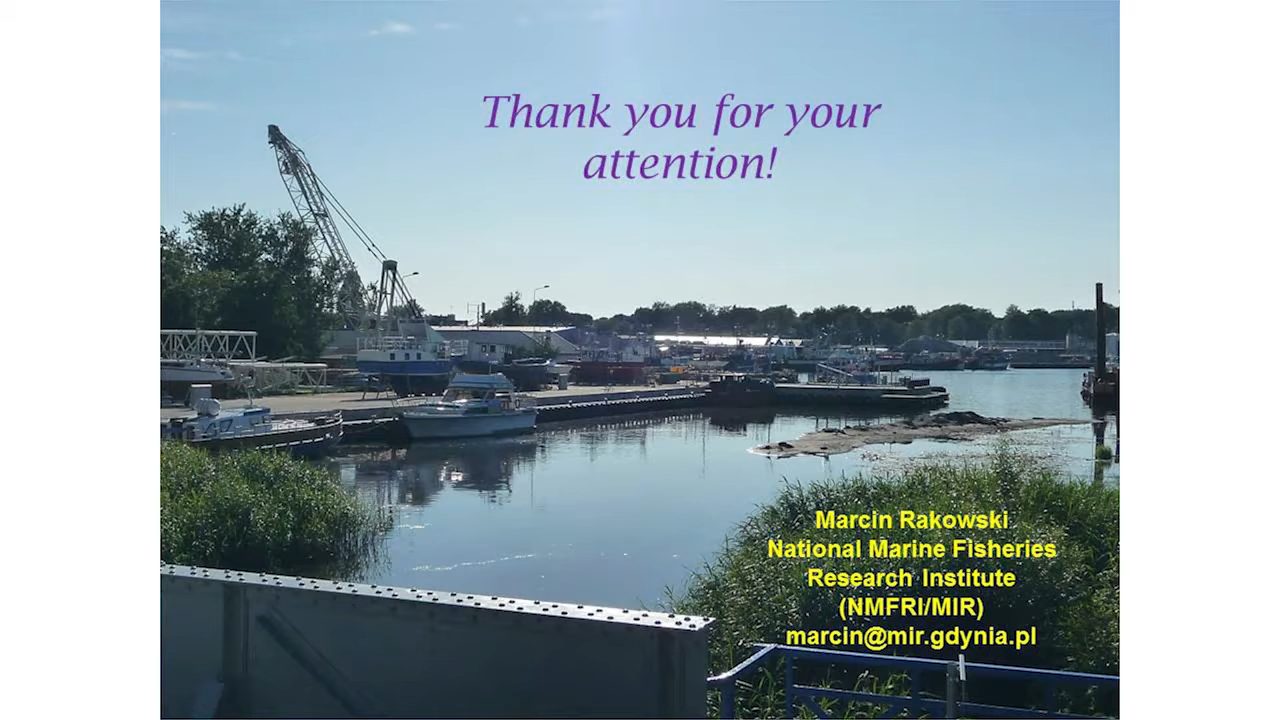 Thank you for your
attention!
Marcin Rakowski
National Marine Fisheries
Research Institute
(NMFRI/MIR)
marcin@mir.gdynia.pl